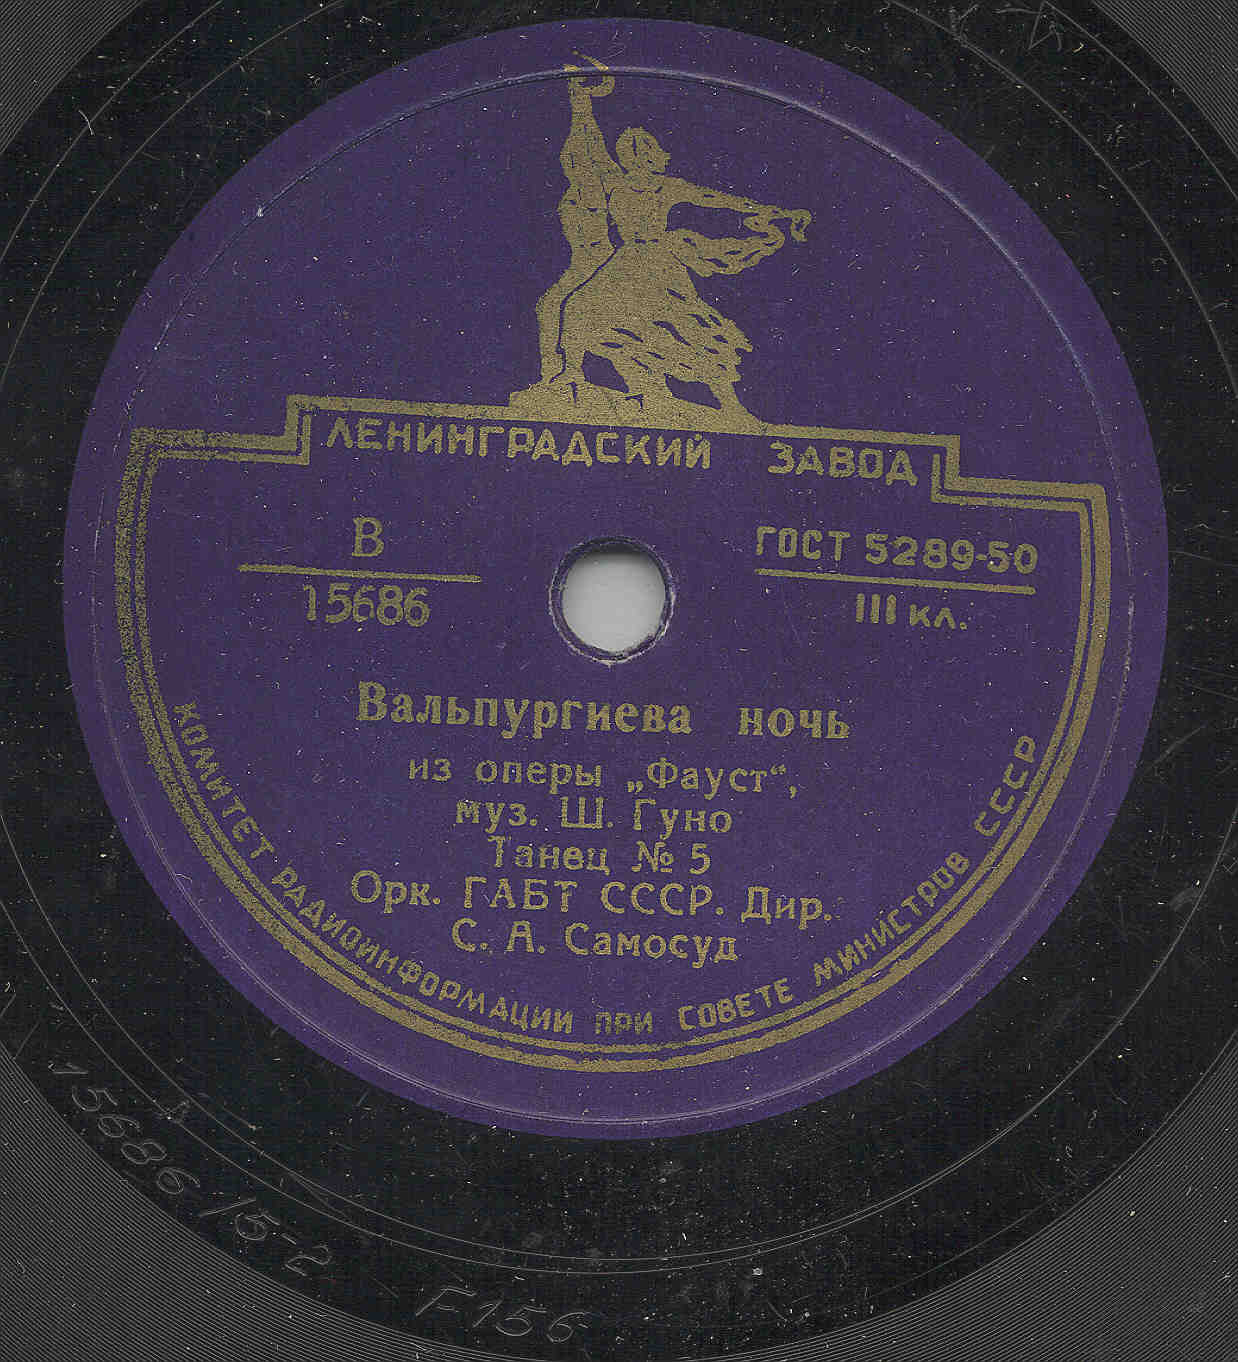 ЛЕНИНГРАДСКИЙ ЗАВОД
В
15686
ГОСТ 5289-50
III кл.
Вальпургиева ночь
из оперы „Фауст“,
муз. Ш. Гуно
Танец № 5
Орк. ГАБТ СССР. Дир.
С. А. Самосуд
КОМИТЕТ РАДИОИНФОРМАЦИИ ПРИ СОВЕТЕ МИНИСТРОВ СССР
15686/5-2
F156